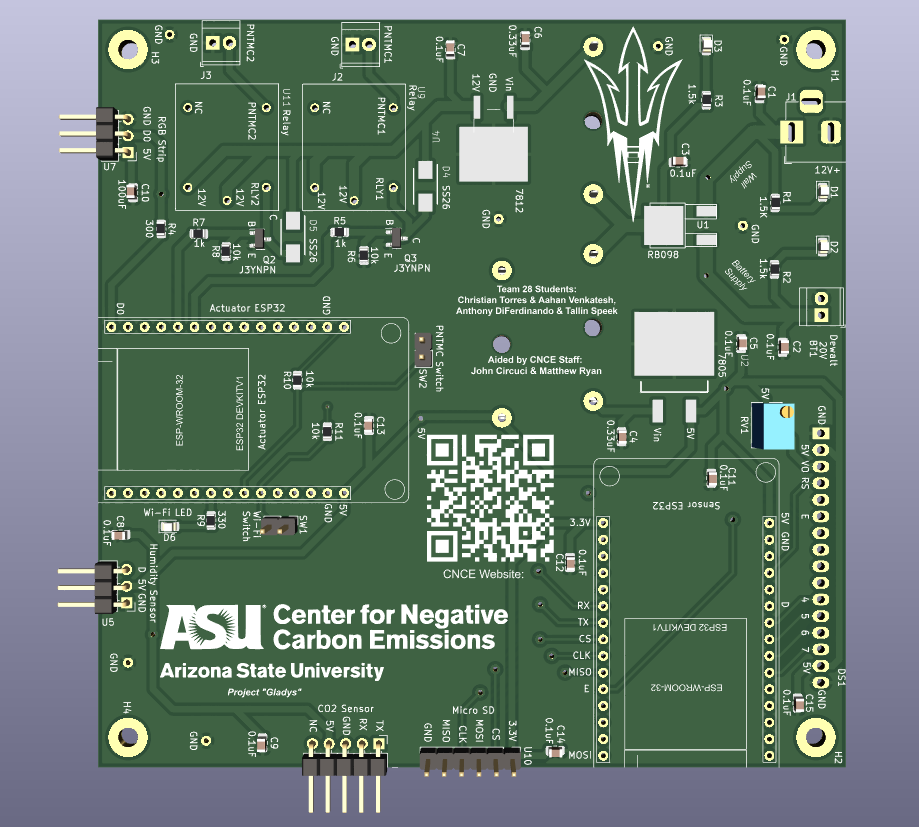 GND
H3
GND
PNTMC2
J3
GND
PNTMC1
J2
0.1uF
C7
0.33uF
C6
GND
D3
GND
H1
12V
GND
Vin
7812
U4
NC
PNTMC2
12V
12V
RLY2
U11 Relay
NC
PNTMC1
12V
12V
RLY1
U9
Relay
1.5k
R3
0.1uF
C1
J1
12V+
GND D0 5V
RGB Strip
U7
100uF
C10
300
R4
R7
1k
R8
10k
B
C
E
Q2
J3YNPN
D5
SS26
R5
1k
R6
10k
B
C
E
Q3
J3YNPN
D4
SS26
GND
C3
0.1uF
U1
RB098
Wall
Supply
R1
1.5K
D1
GND
D2
1.5k
R2
Battery
Supply
Team 28 Students:
Christian Torres & Aahan Venkatesh,
Anthony DiFerdinando & Tallin Speek
Aided by CNCE Staff:
John Circuci & Matthew Ryan
Actuator ESP32
D0
GND
ESP-WROOM-32
ESP32 DEVKITV1
Actuator ESP32
R10
10k
10k
R11
0.1uF
C13
GND
5V
PNTMC Switch
SW2
5V
7805
U2
0.1uF
C5
0.1uF
C2
Dewalt
20V
BT1
Vin
5V
0.33uF
C4
5V
RV1
GND
5V VO RS
E
4
5
6
7
5V
GND
DS1
C11
0.1uF
Sensor ESP32
3.3V
RX
TX
CS
CLK
MISO
E
MOSI
5V
GND
D
ESP32 DEVKITV1
ESP-WROOM-32
0.1uF
C12
Wi-Fi LED
D6
R9
330
Wi-Fi
Switch
SW1
C8
0.1uF
Humidity Sensor
D 5V GND
U5
CNCE Website:
ASU Center for Negative
Carbon Emissions
Arizona State University
Project "Gladys"
GND
H4
GND
0.1uF
C9
CO2 Sensor
NC
5V
GND
RX
TX
Micro SD
GND
MISO
CLK
MOSI
CS
3.3V
U10
0.1uF
C14
0.1uF
C15
H2